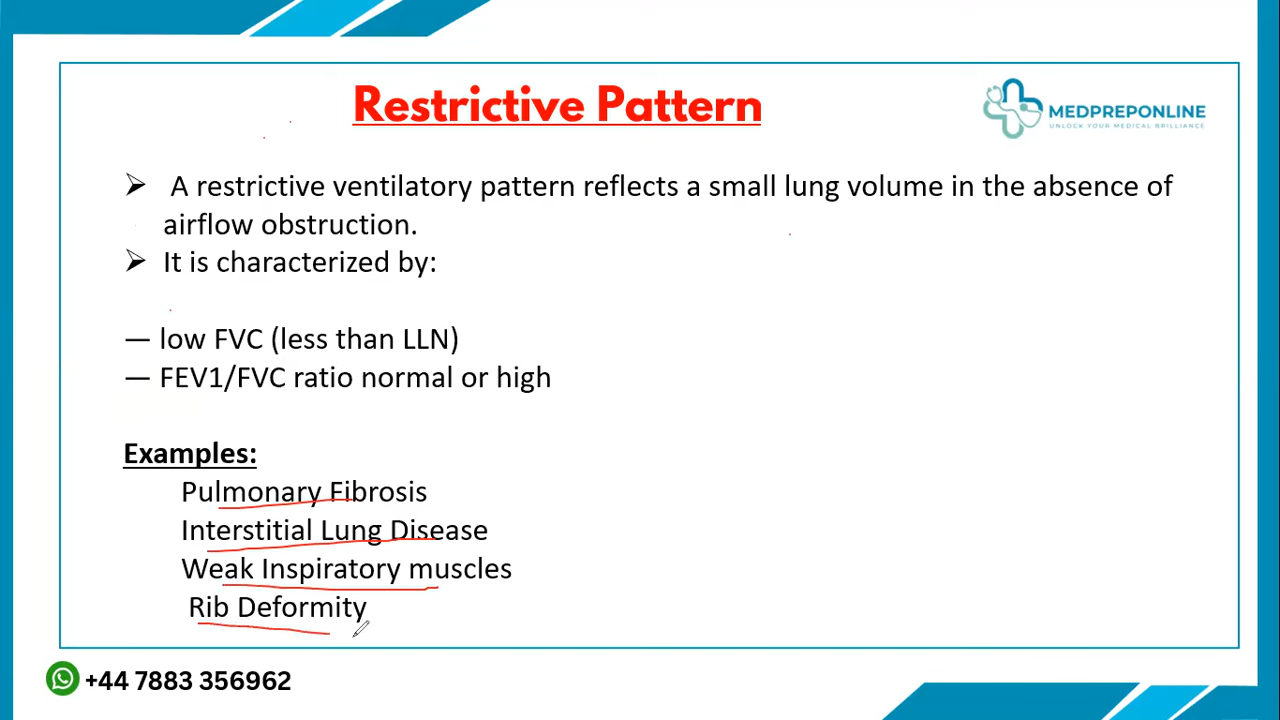 Restrictive Pattern
MEDPREPONLINE
UNLOCK YOUR MEDICAL BRILLIANCE
➢ A restrictive ventilatory pattern reflects a small lung volume in the absence of
airflow obstruction.
➢ It is characterized by:
— low FVC (less than LLN)
— FEV1/FVC ratio normal or high
Examples:
Pulmonary Fibrosis
Interstitial Lung Disease
Weak Inspiratory muscles
Rib Deformity
+44 7883 356962